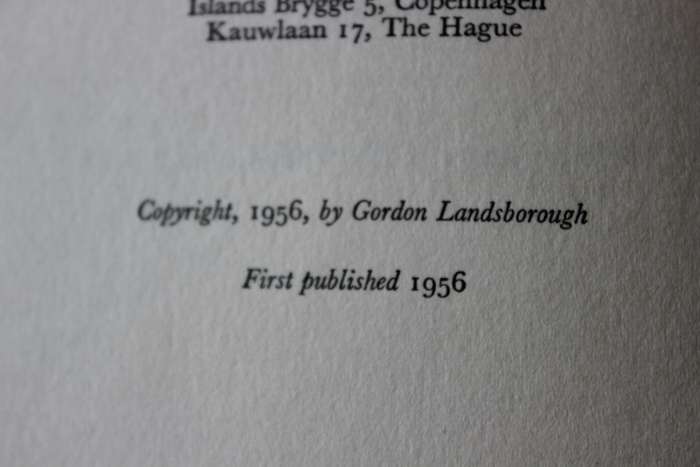 Islands Brygge 5, Copenhagen
Kauwlaan 17, The Hague
Copyright, 1956, by Gordon Landsborough
First published 1956